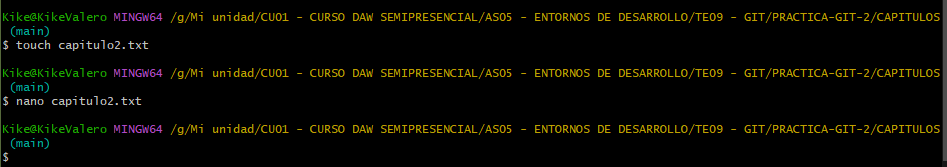 Kike@KikeValero MINGW64 /g/Mi unidad/CU01 - CURSO DAW SEMIPRESENCIAL/AS05 - ENTORNOS DE DESARROLLO/TE09 - GIT/PRACTICA-GIT-2/CAPITULOS
(main)
$ touch capitulo2.txt
Kike@KikeValero MINGW64 /g/Mi unidad/CU01 - CURSO DAW SEMIPRESENCIAL/AS05 - ENTORNOS DE DESARROLLO/TE09 - GIT/PRACTICA-GIT-2/CAPITULOS
(main)
$ nano capitulo2.txt
Kike@KikeValero MINGW64 /g/Mi unidad/CU01 - CURSO DAW SEMIPRESENCIAL/AS05 - ENTORNOS DE DESARROLLO/TE09 - GIT/PRACTICA-GIT-2/CAPITULOS
(main)
$